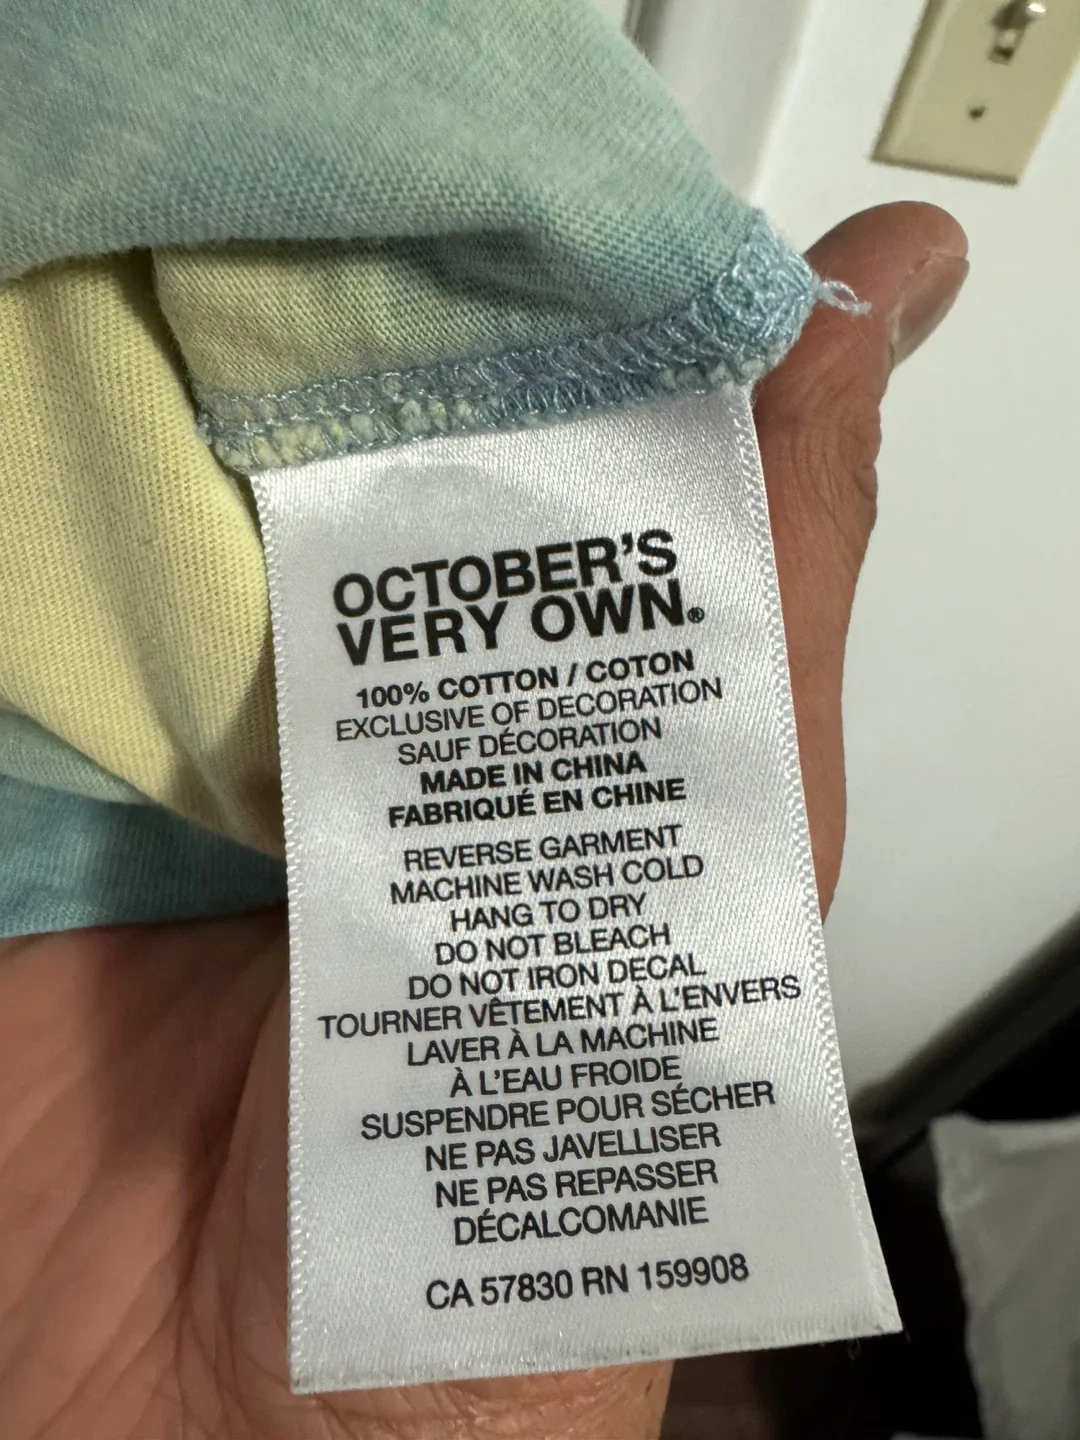 OCTOBER'S
VERY OWN®
100% COTTON / COTON
EXCLUSIVE OF DECORATION
SAUF DÉCORATION
MADE IN CHINA
FABRIQUÉ EN CHINE
REVERSE GARMENT
MACHINE WASH COLD
HANG TO DRY
DO NOT BLEACH
DO NOT IRON DECAL
TOURNER VÊTEMENT À L'ENVERS
LAVER À LA MACHINE
À L'EAU FROIDE
SUSPENDRE POUR SÉCHER
NE PAS JAVELLISER
NE PAS REPASSER
DÉCALCOMANIE
CA 57830 RN 159908